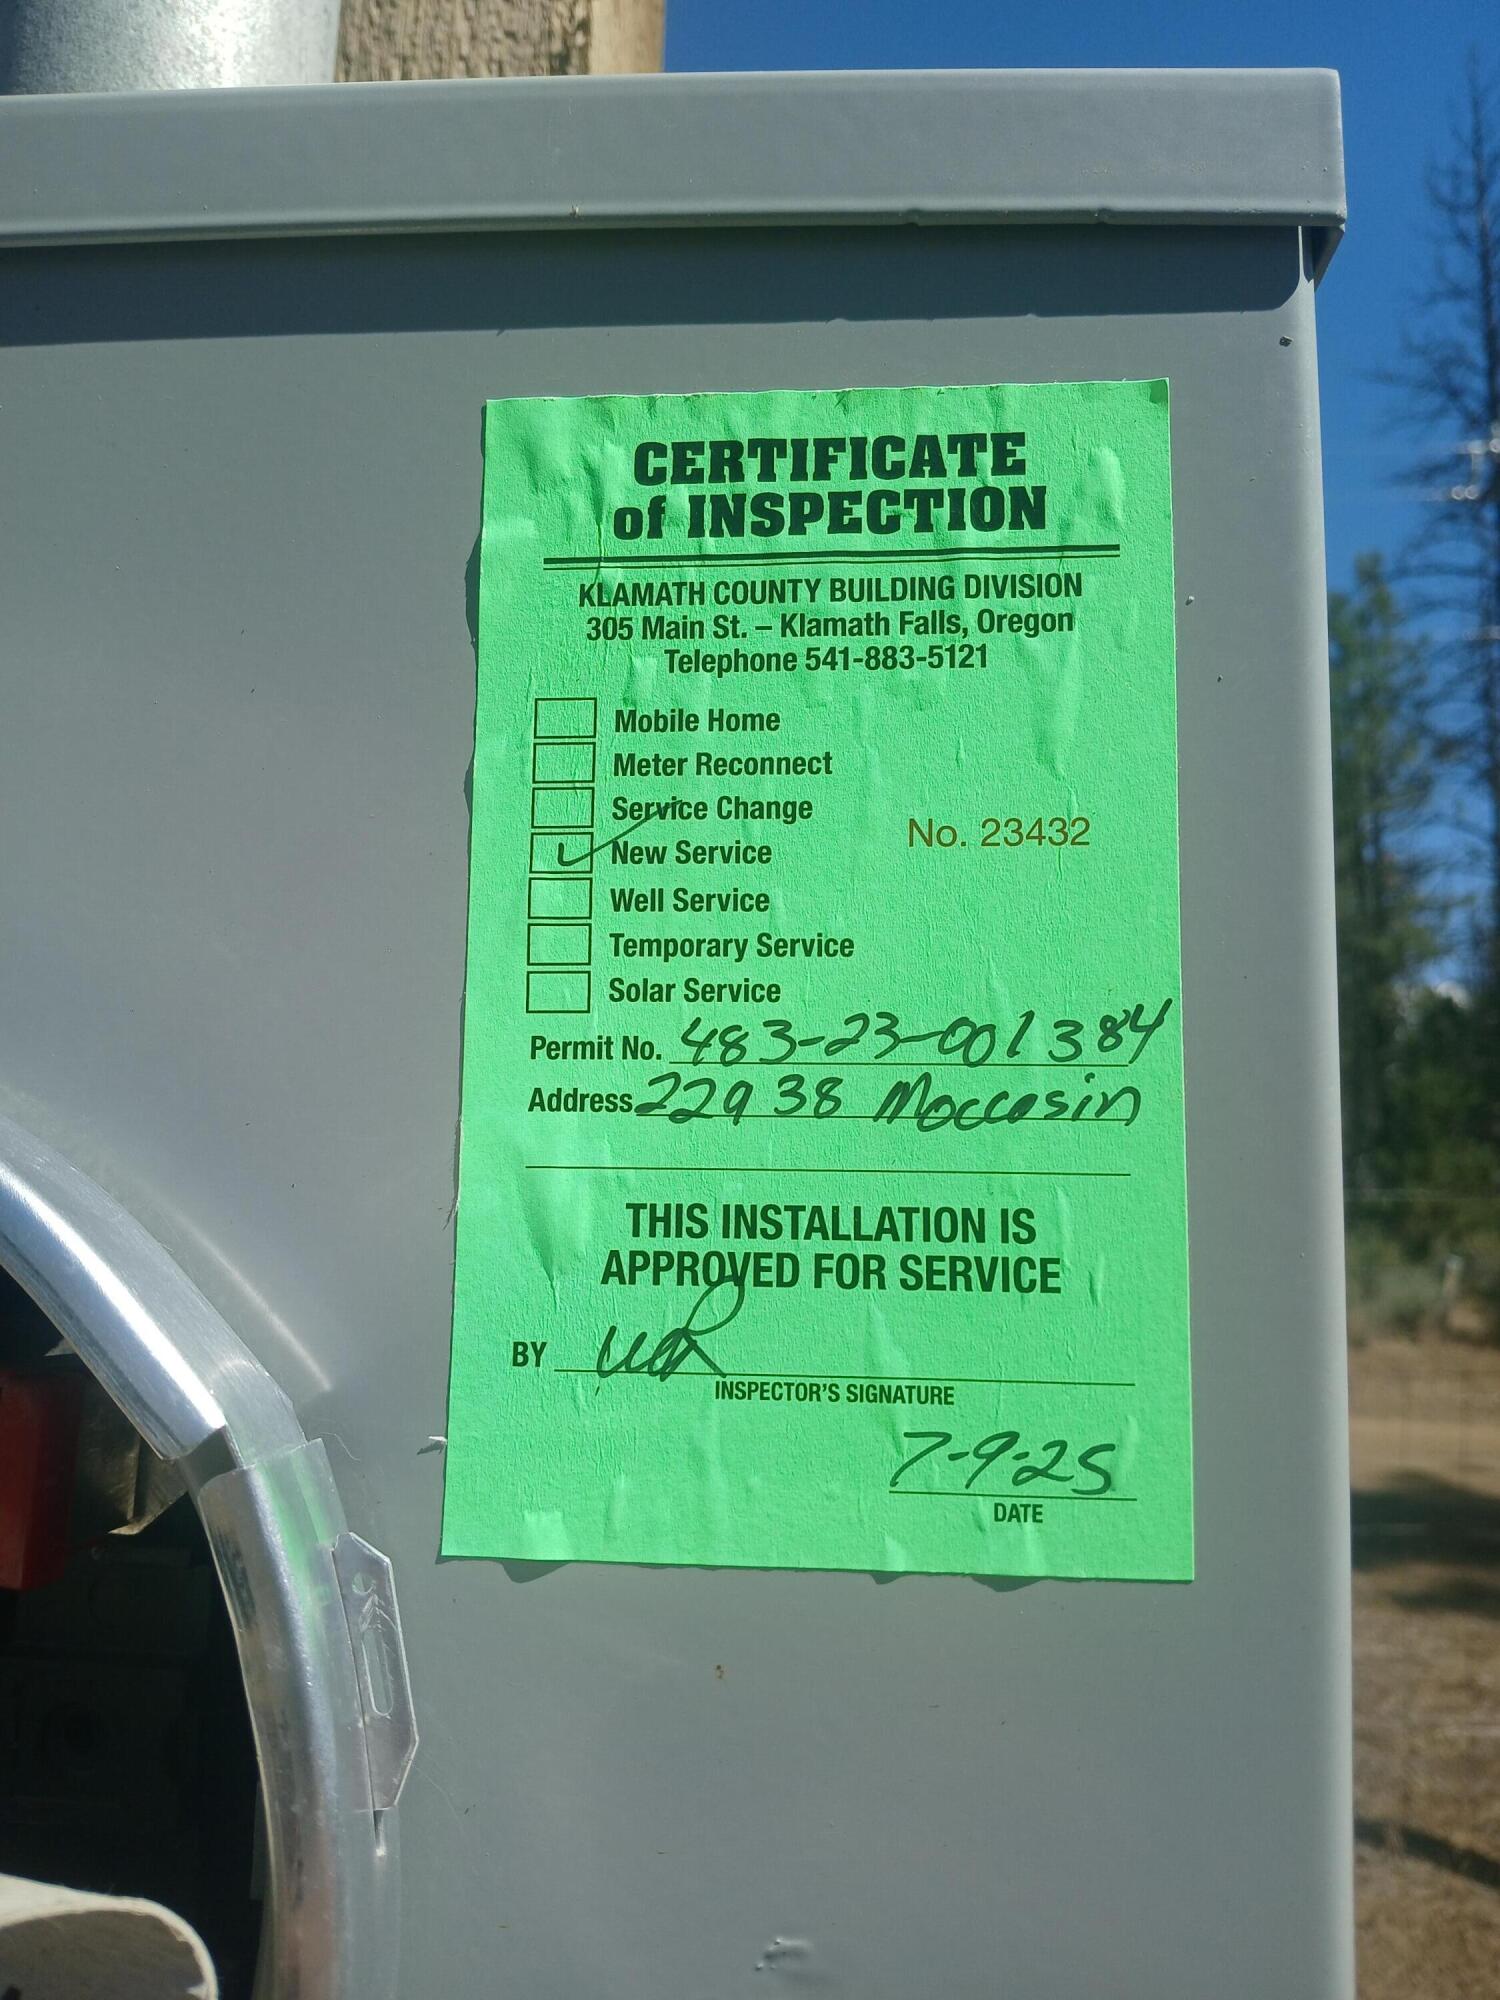 CERTIFICATE
of INSPECTION
KLAMATH COUNTY BUILDING DIVISION
305 Main St. – Klamath Falls, Oregon
Telephone 541-883-5121
Mobile Home
Meter Reconnect
Service Change
New Service
No. 23432
Well Service
Temporary Service
Solar Service
Permit No. 483-23-001384
Address 22938 Moccasin
THIS INSTALLATION IS
APPROVED FOR SERVICE
BY
INSPECTOR'S SIGNATURE
7-9-25
DATE